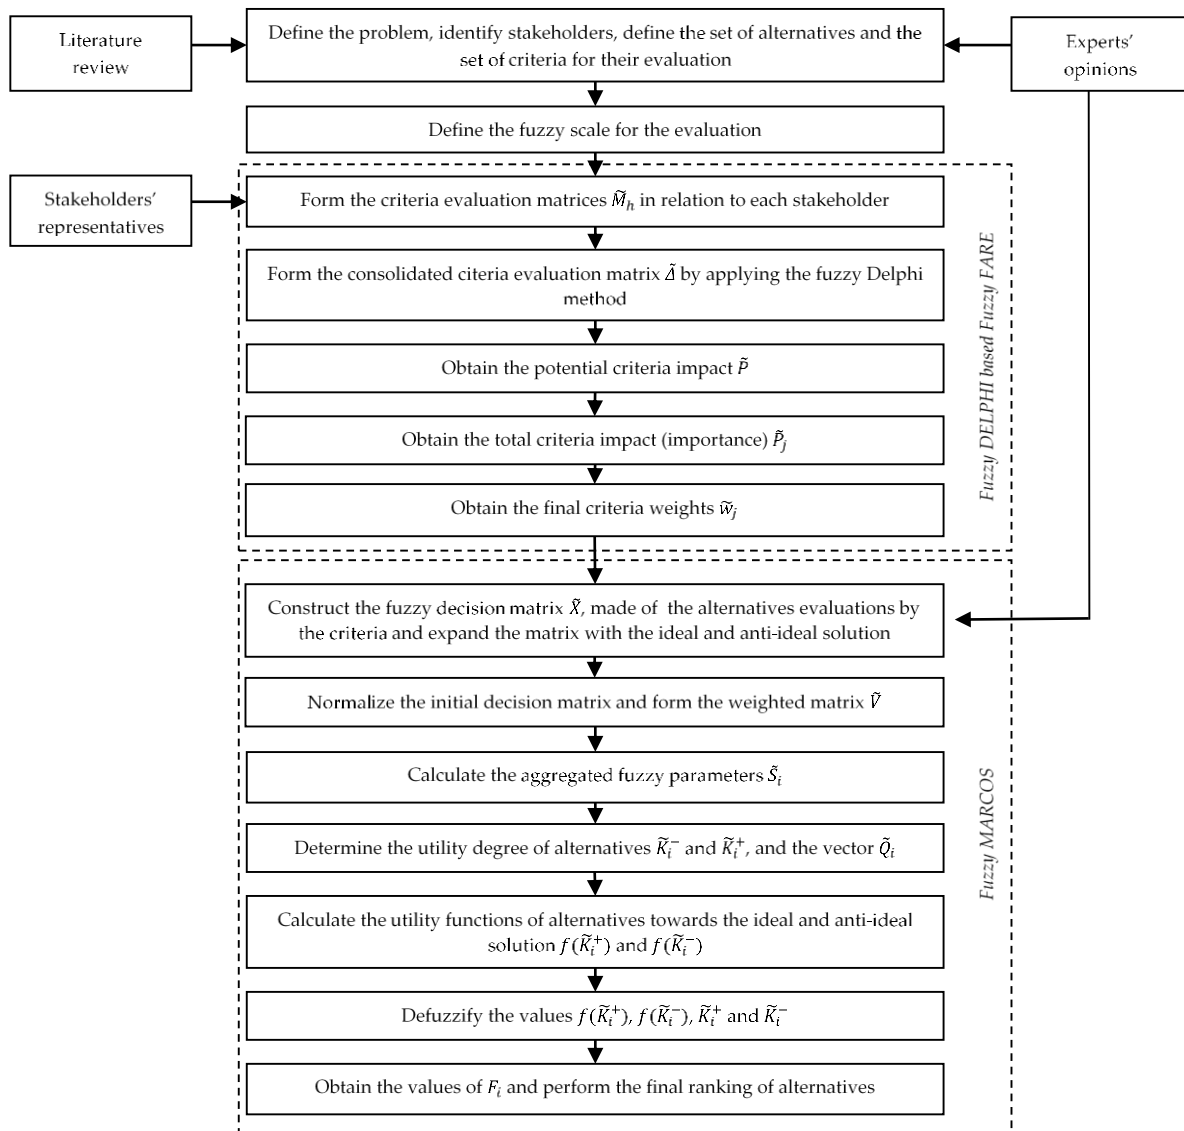 Literature
review
Define the problem, identify stakeholders, define the set of alternatives and the
set of criteria for their evaluation
Experts'
opinions
Define the fuzzy scale for the evaluation
Stakeholders'
representatives
Form the criteria evaluation matrices M̃ₕ in relation to each stakeholder
Form the consolidated citeria evaluation matrix Δ̃ by applying the fuzzy Delphi
method
Obtain the potential criteria impact P̃
Obtain the total criteria impact (importance) P̃ⱼ
Obtain the final criteria weights w̃ⱼ
Fuzzy DELPHI based Fuzzy FARE
Construct the fuzzy decision matrix X̃, made of the alternatives evaluations by
the criteria and expand the matrix with the ideal and anti-ideal solution
Normalize the initial decision matrix and form the weighted matrix Ṽ
Calculate the aggregated fuzzy parameters S̃ᵢ
Determine the utility degree of alternatives K̃ᵢ⁻ and K̃ᵢ⁺, and the vector Q̃ᵢ
Calculate the utility functions of alternatives towards the ideal and anti-ideal
solution f(K̃ᵢ⁺) and f(K̃ᵢ⁻)
Defuzzify the values f(K̃ᵢ⁺), f(K̃ᵢ⁻), K̃ᵢ⁺ and K̃ᵢ⁻
Obtain the values of Fᵢ and perform the final ranking of alternatives
Fuzzy MARCOS